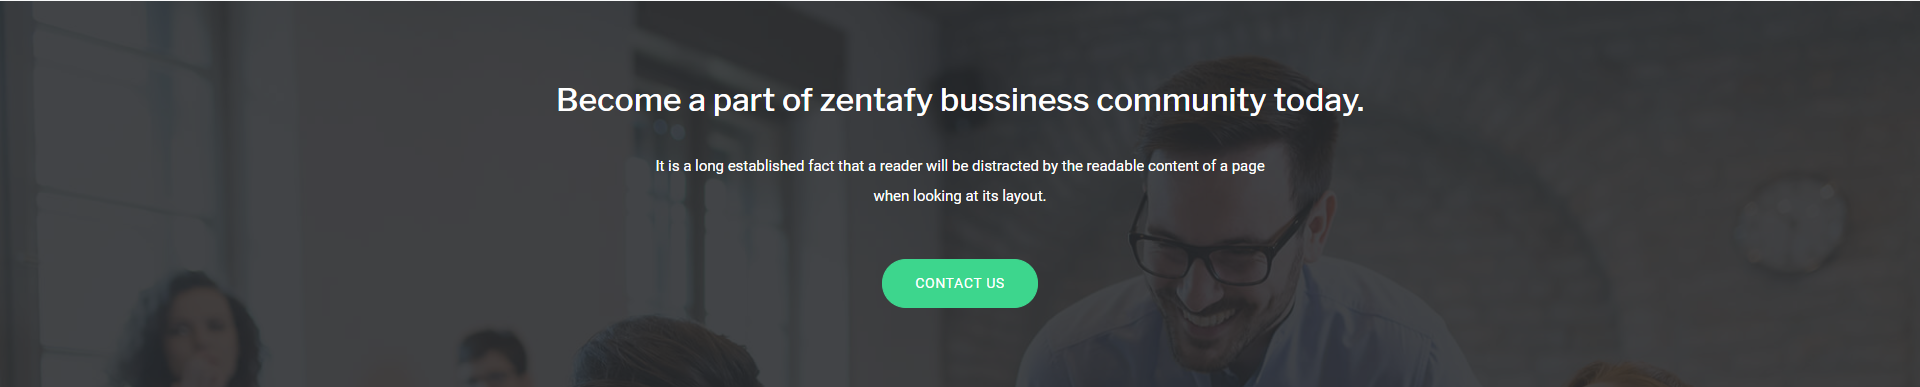 Become a part of zentafy bussiness community today.
It is a long established fact that a reader will be distracted by the readable content of a page
when looking at its layout.
CONTACT US